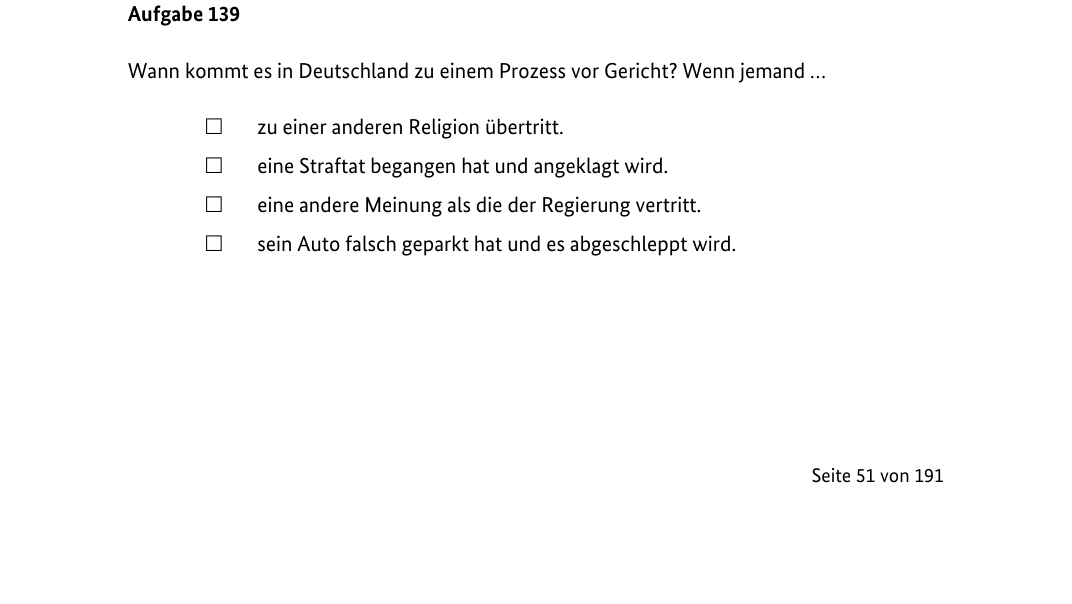 Aufgabe 139
Wann kommt es in Deutschland zu einem Prozess vor Gericht? Wenn jemand …
☐ zu einer anderen Religion übertritt.
☐ eine Straftat begangen hat und angeklagt wird.
☐ eine andere Meinung als die der Regierung vertritt.
☐ sein Auto falsch geparkt hat und es abgeschleppt wird.
Seite 51 von 191